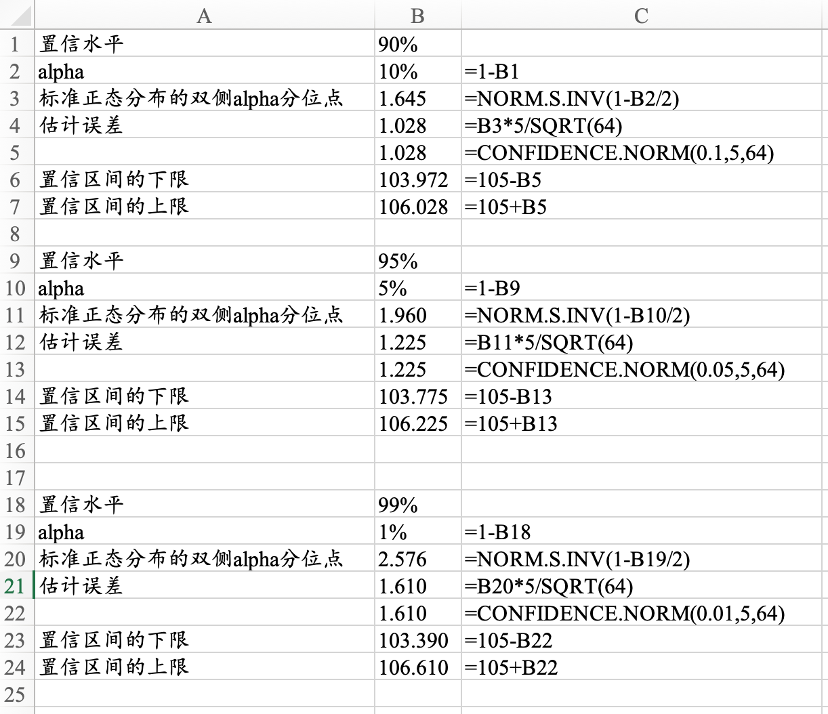 A B C
1 置信水平 90%
2 alpha 10% =1-B1
3 标准正态分布的双侧alpha分位点 1.645 =NORM.S.INV(1-B2/2)
4 估计误差 1.028 =B3*5/SQRT(64)
5 1.028 =CONFIDENCE.NORM(0.1,5,64)
6 置信区间的下限 103.972 =105-B5
7 置信区间的上限 106.028 =105+B5
8
9 置信水平 95%
10 alpha 5% =1-B9
11 标准正态分布的双侧alpha分位点 1.960 =NORM.S.INV(1-B10/2)
12 估计误差 1.225 =B11*5/SQRT(64)
13 1.225 =CONFIDENCE.NORM(0.05,5,64)
14 置信区间的下限 103.775 =105-B13
15 置信区间的上限 106.225 =105+B13
16
17
18 置信水平 99%
19 alpha 1% =1-B18
20 标准正态分布的双侧alpha分位点 2.576 =NORM.S.INV(1-B19/2)
21 估计误差 1.610 =B20*5/SQRT(64)
22 1.610 =CONFIDENCE.NORM(0.01,5,64)
23 置信区间的下限 103.390 =105-B22
24 置信区间的上限 106.610 =105+B22
25